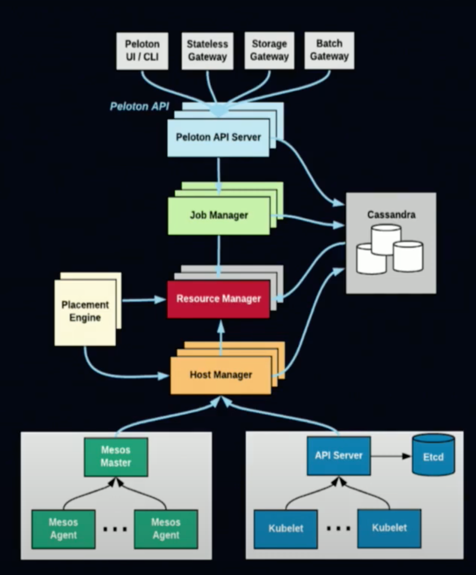 Peloton
UI / CLI
Stateless
Gateway
Storage
Gateway
Batch
Gateway
Peloton API
Peloton API Server
Job Manager
Cassandra
Placement
Engine
Resource Manager
Host Manager
Mesos
Master
API Server
Etcd
Mesos
Agent
...
Mesos
Agent
Kubelet
...
Kubelet